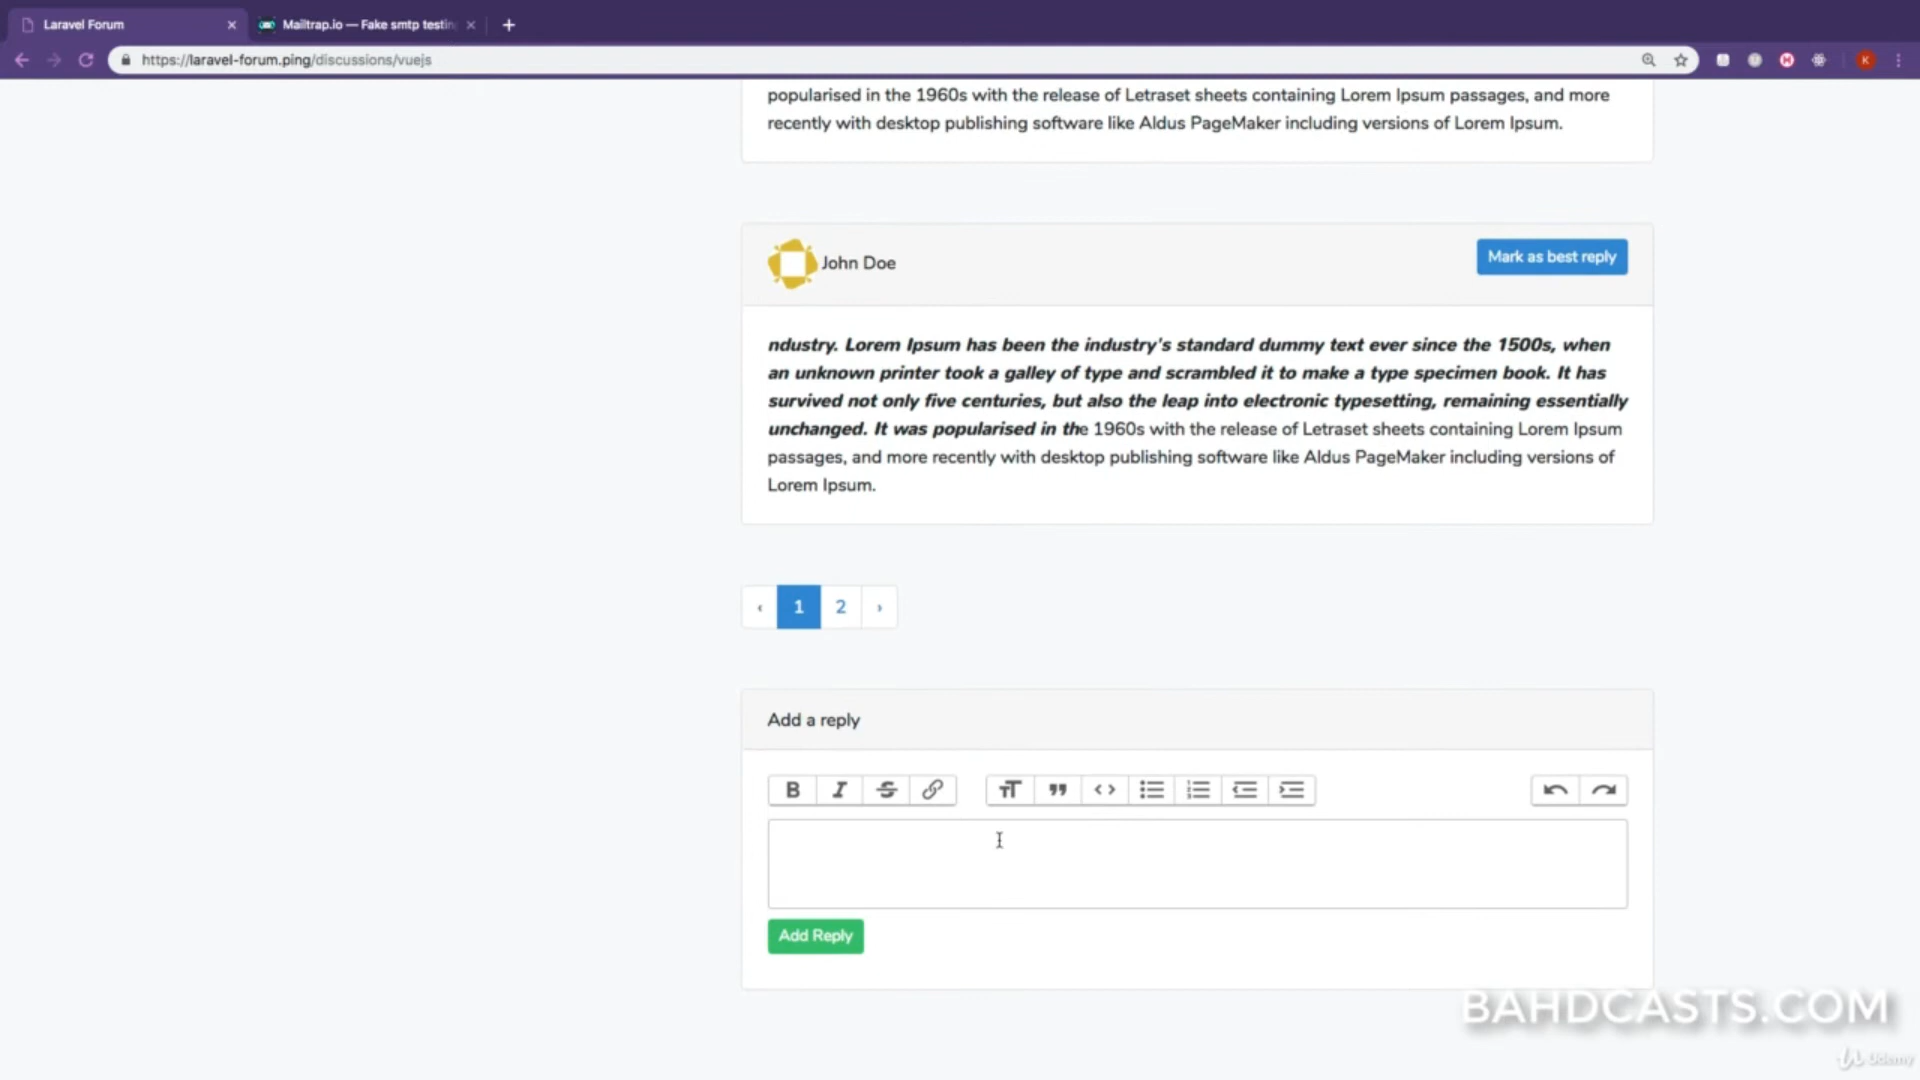 Laravel Forum
Mailtrap.io — Fake smtp testin
https://laravel-forum.ping/discussions/vuejs
K
popularised in the 1960s with the release of Letraset sheets containing Lorem Ipsum passages, and more
recently with desktop publishing software like Aldus PageMaker including versions of Lorem Ipsum.
John Doe
Mark as best reply
ndustry. Lorem Ipsum has been the industry's standard dummy text ever since the 1500s, when
an unknown printer took a galley of type and scrambled it to make a type specimen book. It has
survived not only five centuries, but also the leap into electronic typesetting, remaining essentially
unchanged. It was popularised in the 1960s with the release of Letraset sheets containing Lorem Ipsum
passages, and more recently with desktop publishing software like Aldus PageMaker including versions of
Lorem Ipsum.
‹ 1 2 ›
Add a reply
Add Reply
BAHDCASTS.COM
Udemy